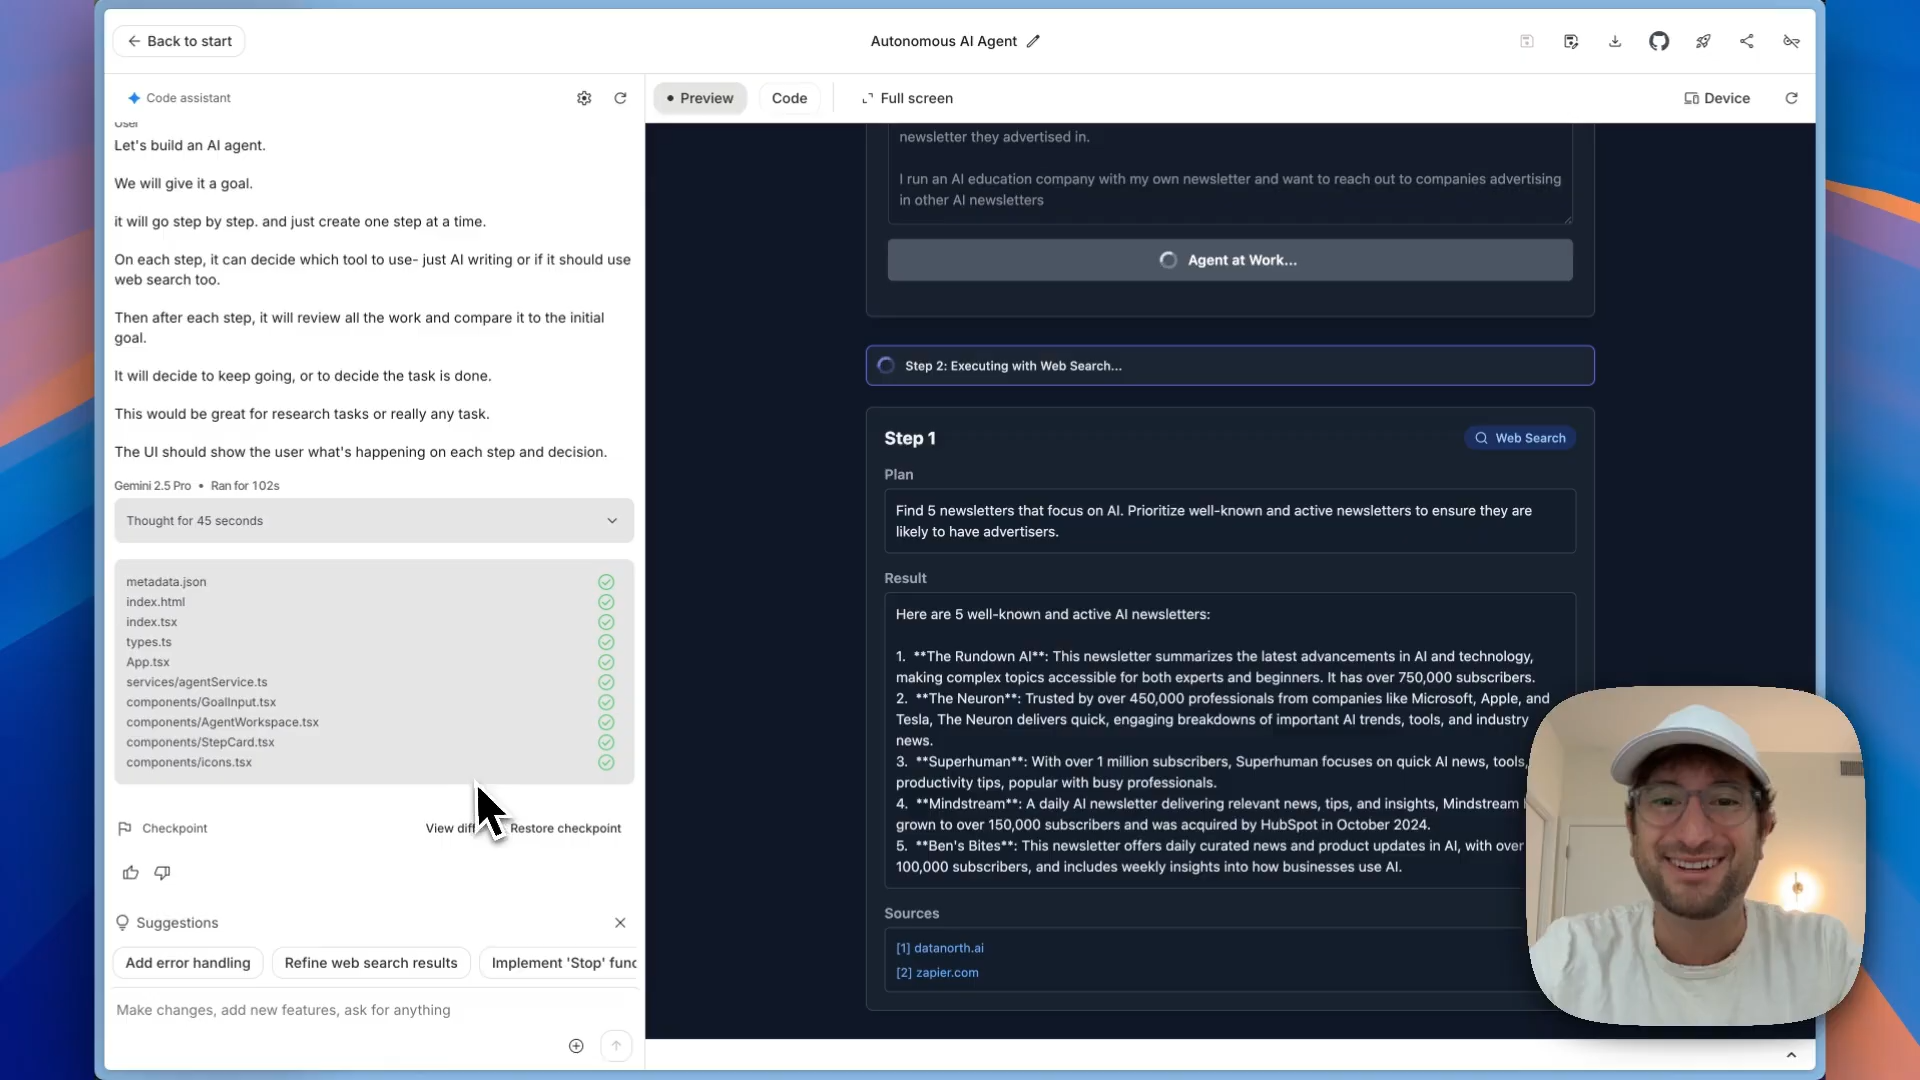 Back to start
Autonomous AI Agent
Code assistant
User
Let's build an AI agent.
We will give it a goal.
it will go step by step. and just create one step at a time.
On each step, it can decide which tool to use- just AI writing or if it should use
web search too.
Then after each step, it will review all the work and compare it to the initial
goal.
It will decide to keep going, or to decide the task is done.
This would be great for research tasks or really any task.
The UI should show the user what's happening on each step and decision.
Gemini 2.5 Pro • Ran for 102s
Thought for 45 seconds
metadata.json
index.html
index.tsx
types.ts
App.tsx
services/agentService.ts
components/GoalInput.tsx
components/AgentWorkspace.tsx
components/StepCard.tsx
components/icons.tsx
Checkpoint
View diff
Restore checkpoint
Suggestions
Add error handling
Refine web search results
Implement 'Stop' func
Make changes, add new features, ask for anything
Preview
Code
Full screen
Device
newsletter they advertised in.
I run an AI education company with my own newsletter and want to reach out to companies advertising
in other AI newsletters
Agent at Work...
Step 2: Executing with Web Search...
Step 1
Web Search
Plan
Find 5 newsletters that focus on AI. Prioritize well-known and active newsletters to ensure they are
likely to have advertisers.
Result
Here are 5 well-known and active AI newsletters:
1. **The Rundown AI**: This newsletter summarizes the latest advancements in AI and technology,
making complex topics accessible for both experts and beginners. It has over 750,000 subscribers.
2. **The Neuron**: Trusted by over 450,000 professionals from companies like Microsoft, Apple, and
Tesla, The Neuron delivers quick, engaging breakdowns of important AI trends, tools, and industry
news.
3. **Superhuman**: With over 1 million subscribers, Superhuman focuses on quick AI news, tools,
productivity tips, popular with busy professionals.
4. **Mindstream**: A daily AI newsletter delivering relevant news, tips, and insights, Mindstream
grown to over 150,000 subscribers and was acquired by HubSpot in October 2024.
5. **Ben's Bites**: This newsletter offers daily curated news and product updates in AI, with over
100,000 subscribers, and includes weekly insights into how businesses use AI.
Sources
[1] datanorth.ai
[2] zapier.com